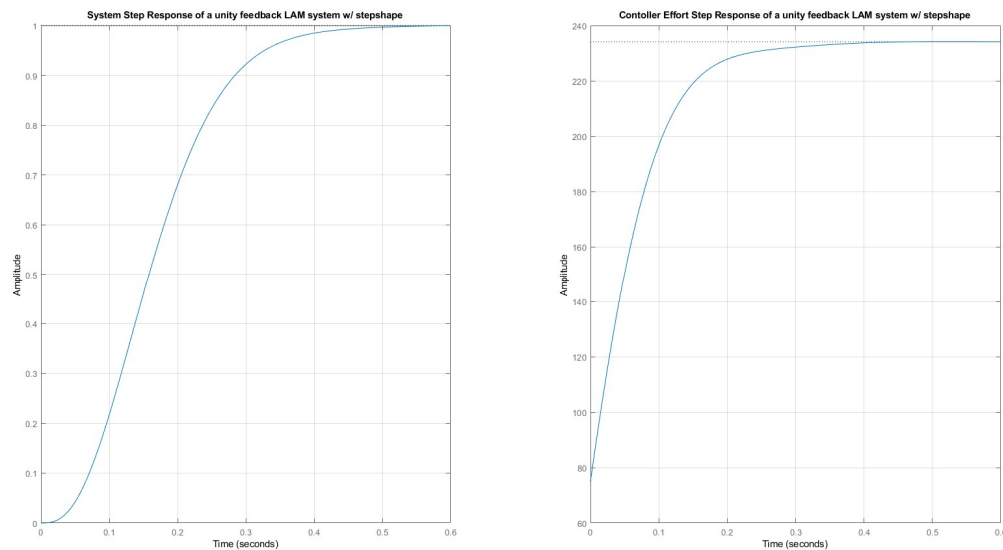 System Step Response of a unity feedback LAM system w/ stepshape
1
0.9
0.8
0.7
0.6
0.5
0.4
0.3
0.2
0.1
0
Amplitude
0 0.1 0.2 0.3 0.4 0.5 0.6
Time (seconds)
Contoller Effort Step Response of a unity feedback LAM system w/ stepshape
240
220
200
180
160
140
120
100
80
60
Amplitude
0 0.1 0.2 0.3 0.4 0.5 0.6
Time (seconds)